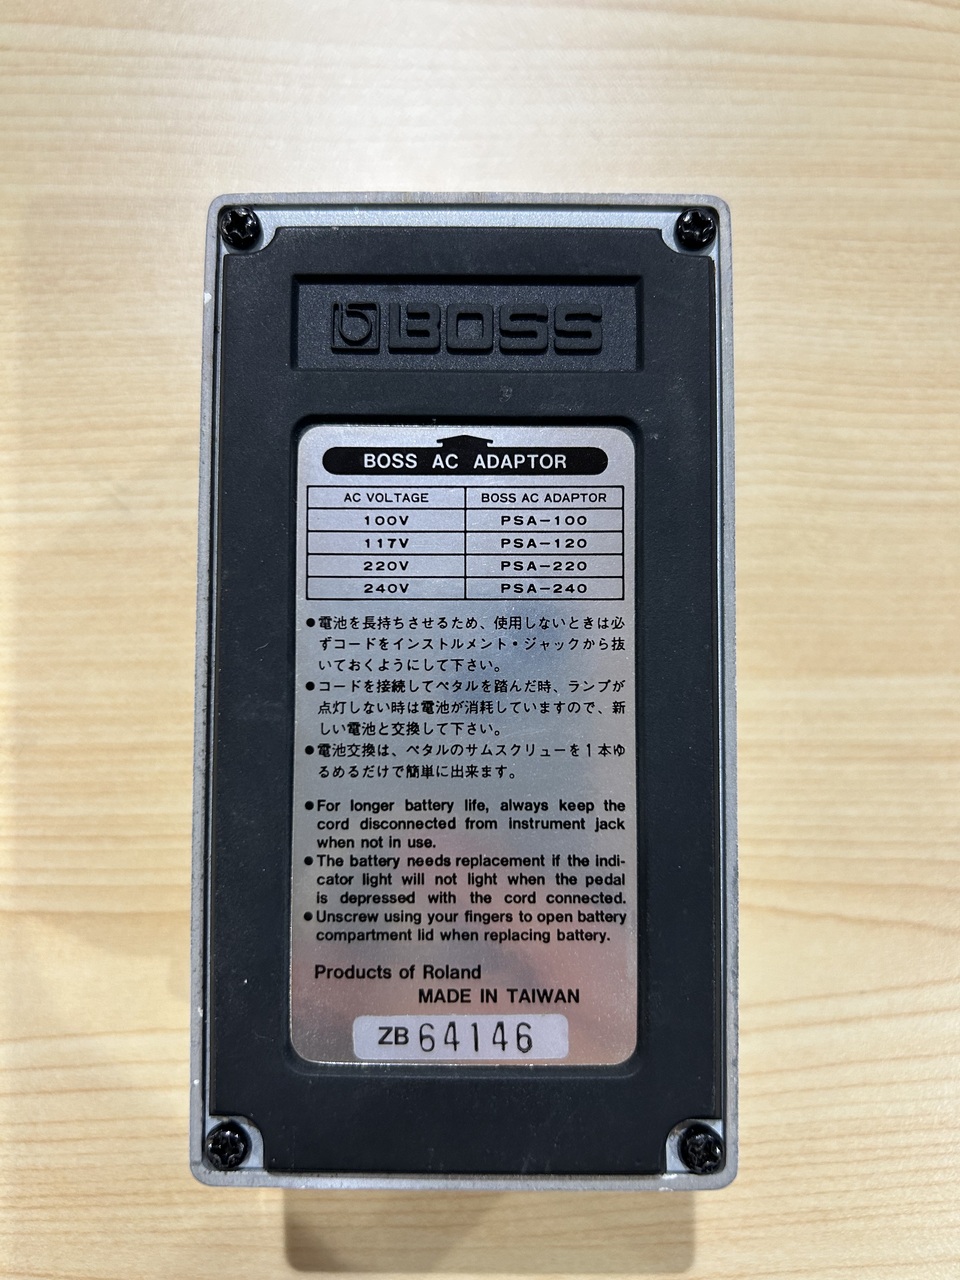 BOSS
BOSS AC ADAPTOR
AC VOLTAGE BOSS AC ADAPTOR
100V PSA-100
117V PSA-120
220V PSA-220
240V PSA-240
●電池を長持ちさせるため、使用しないときは必
ずコードをインストルメント・ジャックから抜
いておくようにして下さい。
●コードを接続してペタルを踏んだ時、ランプが
点灯しない時は電池が消耗していますので、新
しい電池と交換して下さい。
●電池交換は、ペタルのサムスクリューを1本ゆ
るめるだけで簡単に出来ます。
●For longer battery life, always keep the
cord disconnected from instrument jack
when not in use.
●The battery needs replacement if the indi-
cator light will not light when the pedal
is depressed with the cord connected.
●Unscrew using your fingers to open battery
compartment lid when replacing battery.
Products of Roland
MADE IN TAIWAN
ZB 64146